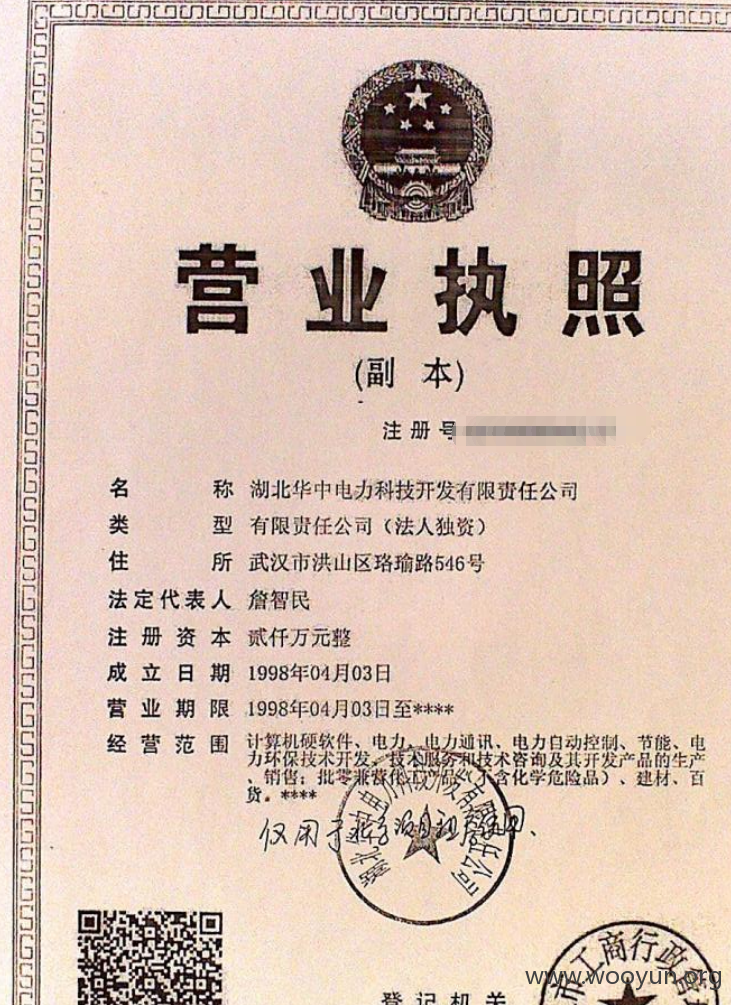 营业执照
(副 本)
注册号
名 称 湖北华中电力科技开发有限责任公司
类 型 有限责任公司（法人独资）
住 所 武汉市洪山区珞瑜路546号
法定代表人 詹智民
注册资本 贰仟万元整
成立日期 1998年04月03日
营业期限 1998年04月03日至****
经营范围 计算机硬软件、电力、电力通讯、电力自动控制、节能、电
力环保技术开发、技术服务和技术咨询及其开发产品的生产
、销售；批零兼营化工产品（不含化学危险品）、建材、百
货。****
仅用于
使用、
登记机关
市工商行政
www.wooyun.org